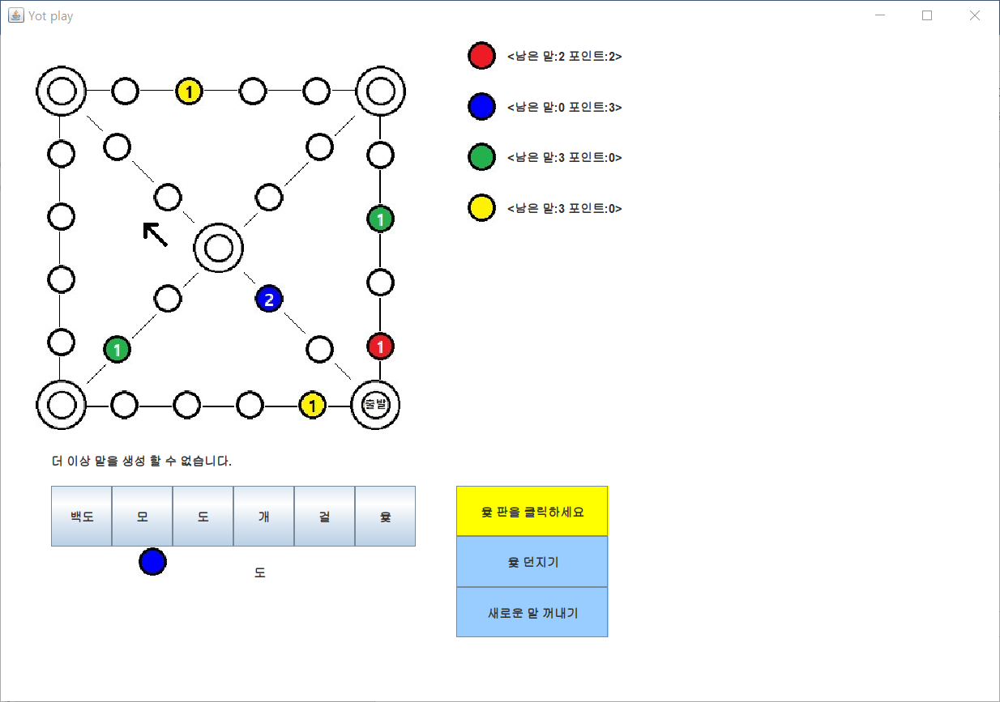 Yot play
<남은 말:2 포인트:2>
<남은 말:0 포인트:3>
<남은 말:3 포인트:0>
<남은 말:3 포인트:0>
1
1
2
1
1
1
출발
더 이상 말을 생성 할 수 없습니다.
백도 모 도 개 걸 윷
도
윷 판을 클릭하세요
윷 던지기
새로운 말 꺼내기